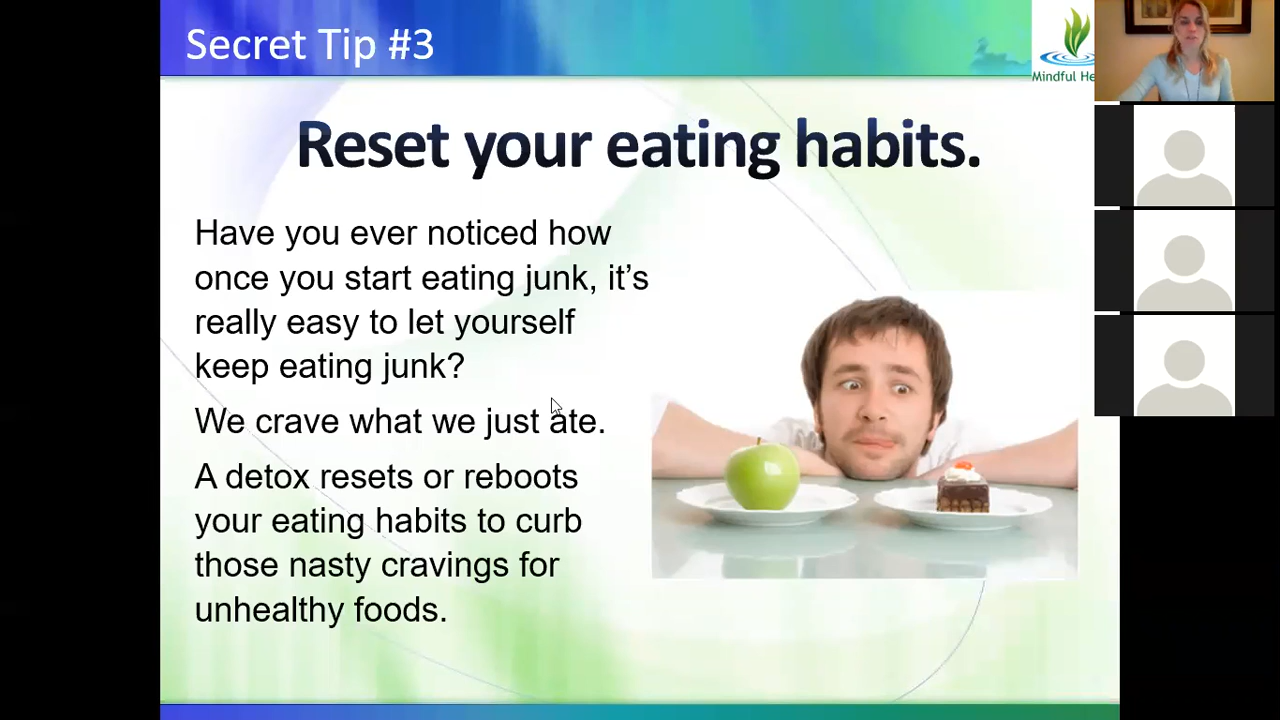 Secret Tip #3
Mindful He
Reset your eating habits.
Have you ever noticed how
once you start eating junk, it’s
really easy to let yourself
keep eating junk?
We crave what we just ate.
A detox resets or reboots
your eating habits to curb
those nasty cravings for
unhealthy foods.